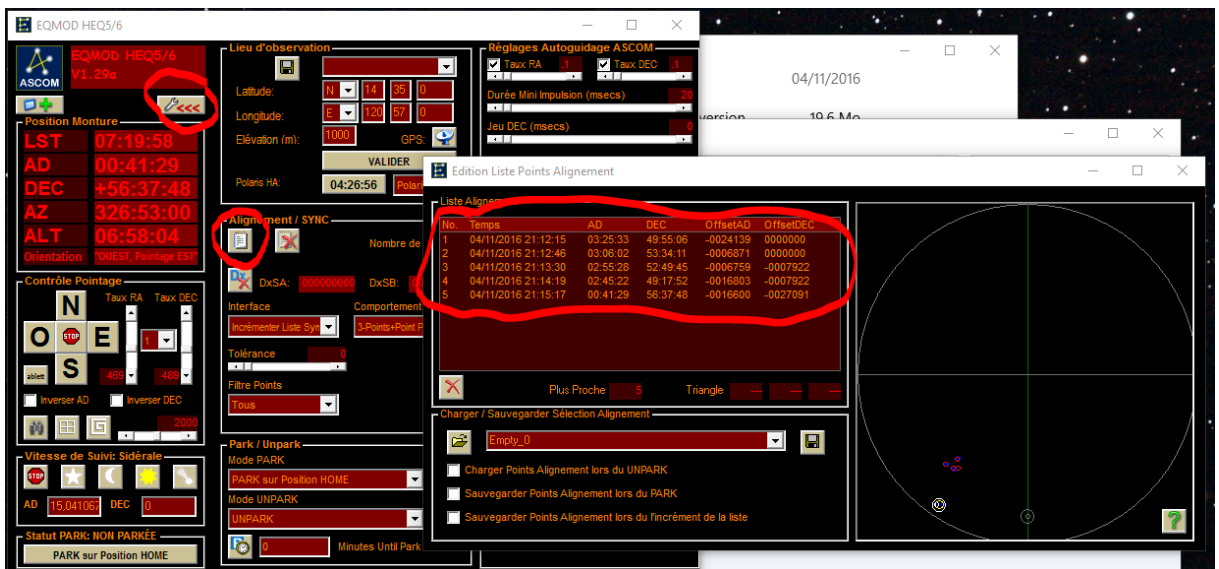 EQMOD HEQ5/6
ASCOM
EQMOD HEQ5/6
V1.29a
<<<
Position Monture:
LST 07:19:58
AD 00:41:29
DEC +56:37:48
AZ 326:53:00
ALT 06:58:04
Orientation "OUEST, Pointage EST"
Contrôle Pointage
Taux RA Taux DEC
N
O STOP E 1
S 469 489
Inverser AD Inverser DEC
2000
Vitesse de Suivi: Sidérale
STOP
AD 15,041067 DEC 0
Statut PARK: NON PARKÉE
PARK sur Position HOME
Lieu d'observation
Latitude: N 14 35 0
Longitude: E 120 57 0
Elévation (m): 1000 GPS:
VALIDER
Polaris HA: 04:26:56 Polar
Alignement / SYNC
Nombre de
DxSA: 000000000 DxSB:
Interface Comportement
Incrémenter Liste Syn 3-Points+Point P
Tolérance 0
Filtre Points
Tous
Park / Unpark
Mode PARK
PARK sur Position HOME
Mode UNPARK
UNPARK
0 Minutes Until Park
Réglages Autoguidage ASCOM
Taux RA .1 Taux DEC .1
Durée Mini Impulsion (msecs) 20
Jeu DEC (msecs) 0
04/11/2016
version 19,6 Mo
Edition Liste Points Alignement
Liste Alignem
No. Temps AD DEC OffsetAD OffsetDEC
1 04/11/2016 21:12:15 03:25:33 49:55:06 -0024139 0000000
2 04/11/2016 21:12:46 03:06:02 53:34:11 -0006871 0000000
3 04/11/2016 21:13:30 02:55:28 52:49:45 -0006759 -0007922
4 04/11/2016 21:14:19 02:45:22 49:17:52 -0016803 -0007922
5 04/11/2016 21:15:17 00:41:29 56:37:48 -0016600 -0027091
Plus Proche 5 Triangle --- --- ---
Charger / Sauvegarder Sélection Alignement
Empty_0
Charger Points Alignement lors du UNPARK
Sauvegarder Points Alignement lors du PARK
Sauvegarder Points Alignement lors du l'incrément de la liste
?